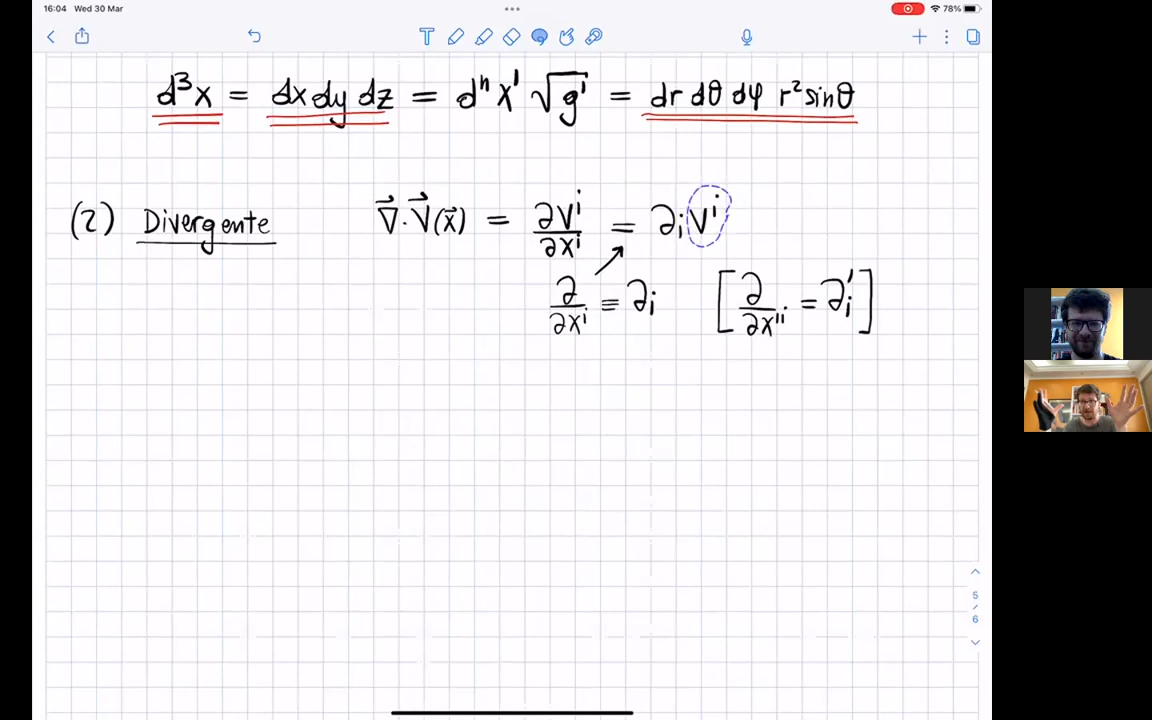 16:04 Wed 30 Mar
78%
d³x = dx dy dz = dⁿx' √g' = dr dθ dφ r² sinθ
(2) Divergente ∇⃗·V⃗(x⃗) = ∂Vⁱ/∂xⁱ = ∂ᵢVⁱ
∂/∂xⁱ ≡ ∂ᵢ [∂/∂x'ⁱ = ∂'ᵢ]
5
/
6